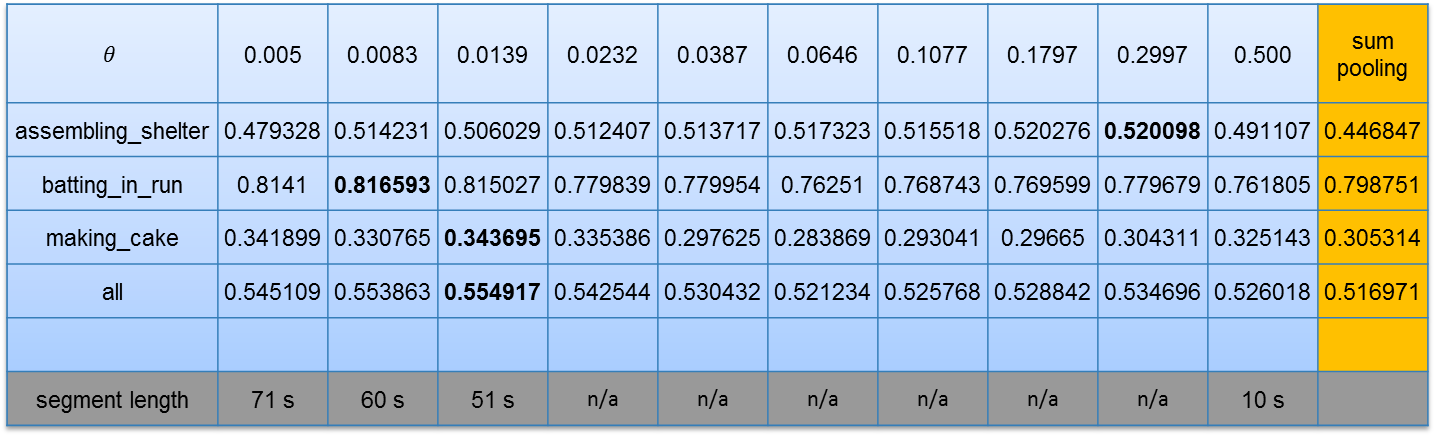 θ 0.005 0.0083 0.0139 0.0232 0.0387 0.0646 0.1077 0.1797 0.2997 0.500 sum pooling
assembling_shelter 0.479328 0.514231 0.506029 0.512407 0.513717 0.517323 0.515518 0.520276 0.520098 0.491107 0.446847
batting_in_run 0.8141 0.816593 0.815027 0.779839 0.779954 0.76251 0.768743 0.769599 0.779679 0.761805 0.798751
making_cake 0.341899 0.330765 0.343695 0.335386 0.297625 0.283869 0.293041 0.29665 0.304311 0.325143 0.305314
all 0.545109 0.553863 0.554917 0.542544 0.530432 0.521234 0.525768 0.528842 0.534696 0.526018 0.516971
segment length 71 s 60 s 51 s n/a n/a n/a n/a n/a n/a 10 s